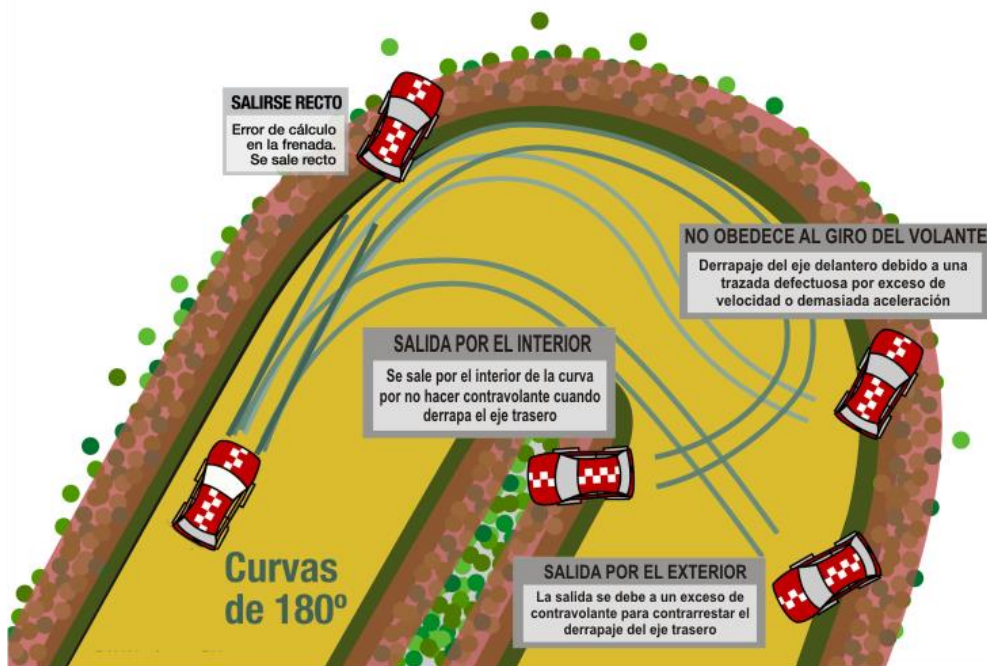 SALIRSE RECTO
Error de cálculo
en la frenada.
Se sale recto
NO OBEDECE AL GIRO DEL VOLANTE
Derrapaje del eje delantero debido a una
trazada defectuosa por exceso de
velocidad o demasiada aceleración
SALIDA POR EL INTERIOR
Se sale por el interior de la curva
por no hacer contravolante cuando
derrapa el eje trasero
Curvas
de 180º
SALIDA POR EL EXTERIOR
La salida se debe a un exceso de
contravolante para contrarrestar el
derrapaje del eje trasero